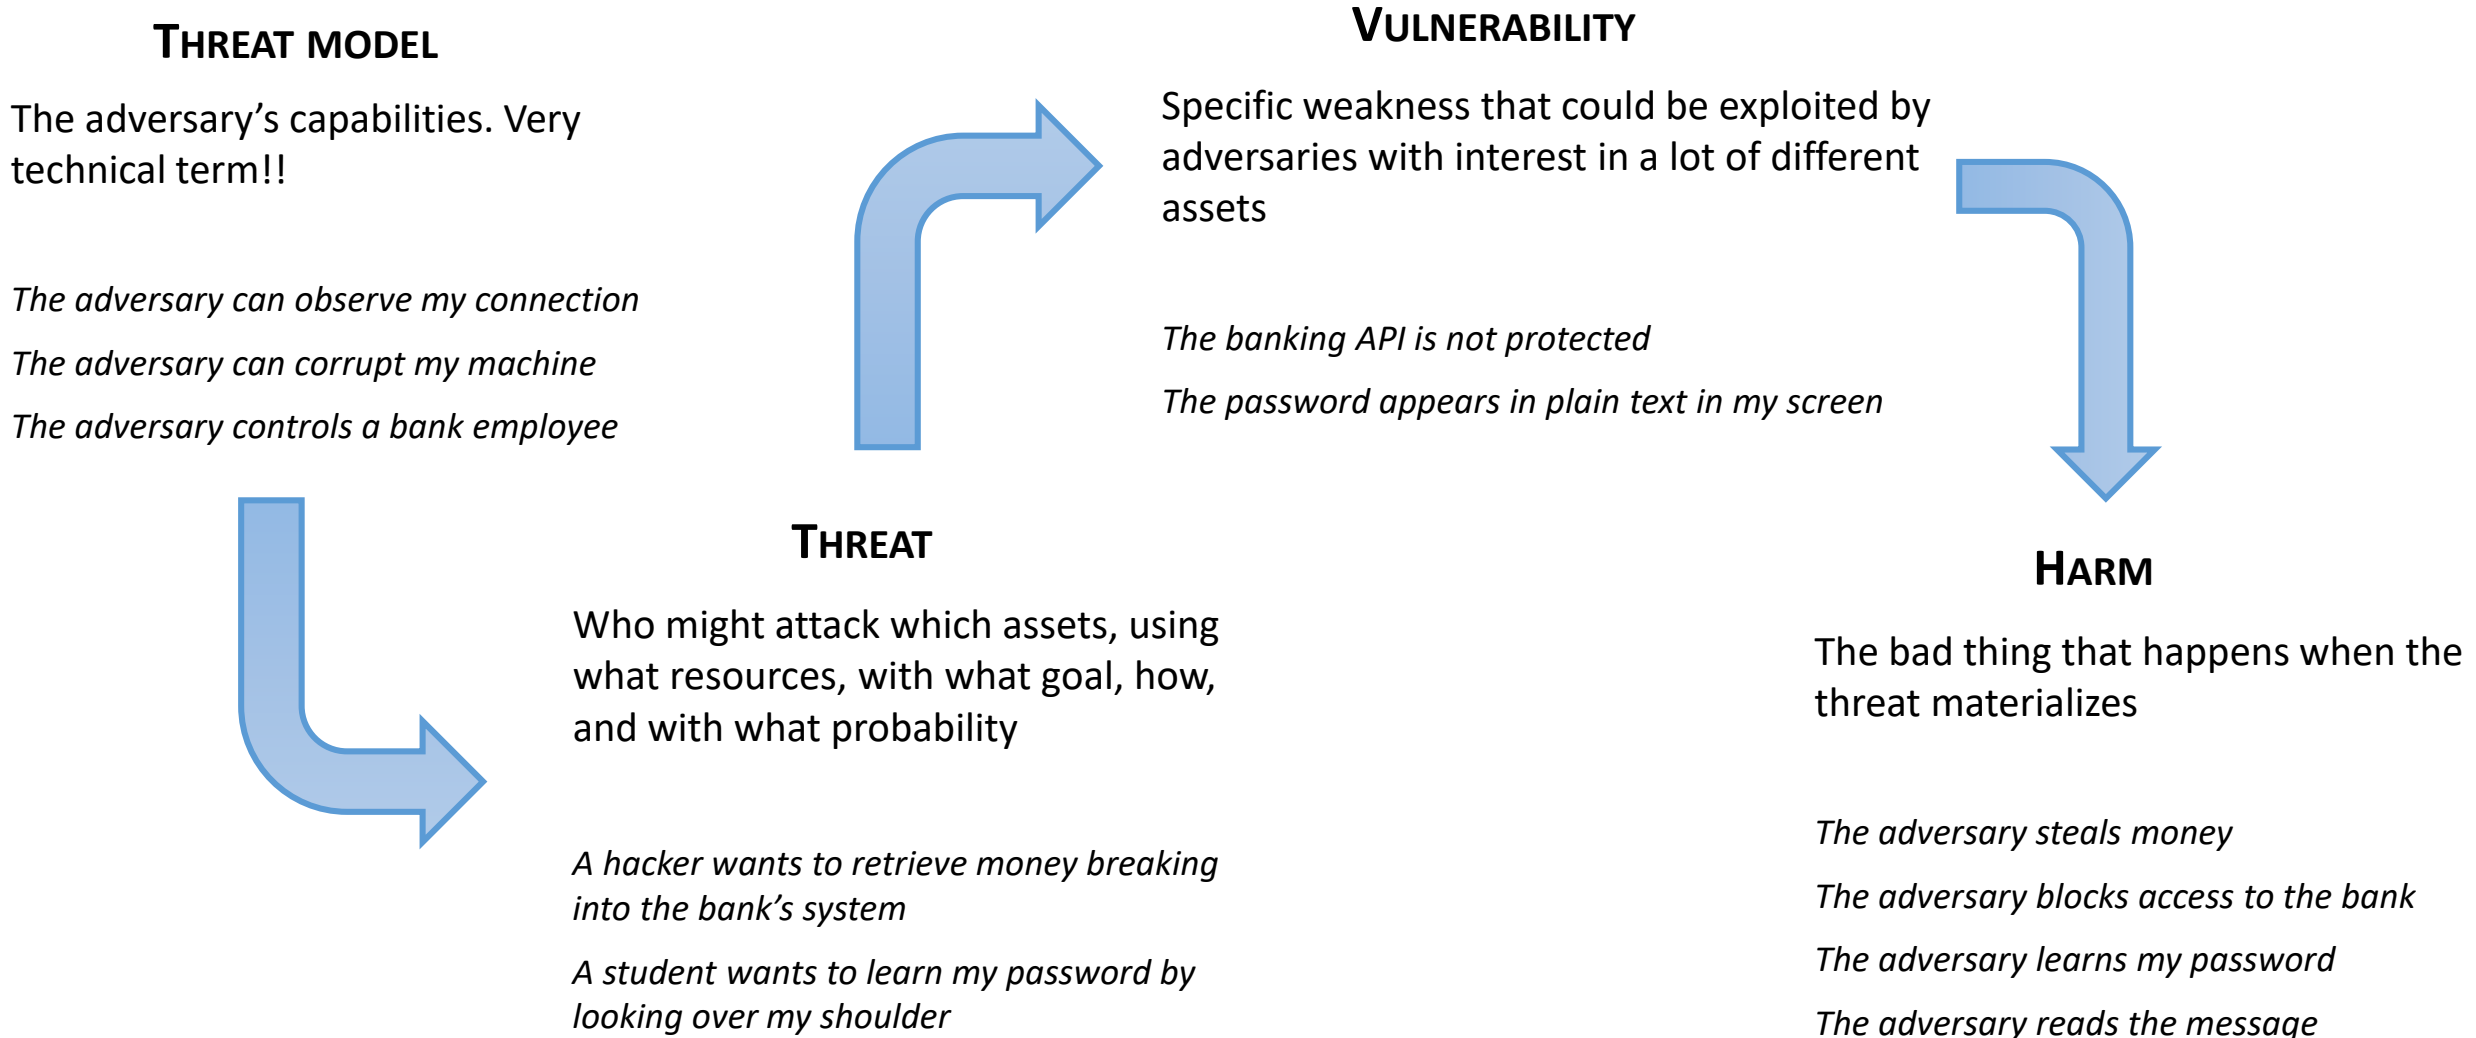 THREAT MODEL
The adversary’s capabilities. Very
technical term!!
The adversary can observe my connection
The adversary can corrupt my machine
The adversary controls a bank employee
THREAT
Who might attack which assets, using
what resources, with what goal, how,
and with what probability
A hacker wants to retrieve money breaking
into the bank’s system
A student wants to learn my password by
looking over my shoulder
VULNERABILITY
Specific weakness that could be exploited by
adversaries with interest in a lot of different
assets
The banking API is not protected
The password appears in plain text in my screen
HARM
The bad thing that happens when the
threat materializes
The adversary steals money
The adversary blocks access to the bank
The adversary learns my password
The adversary reads the message